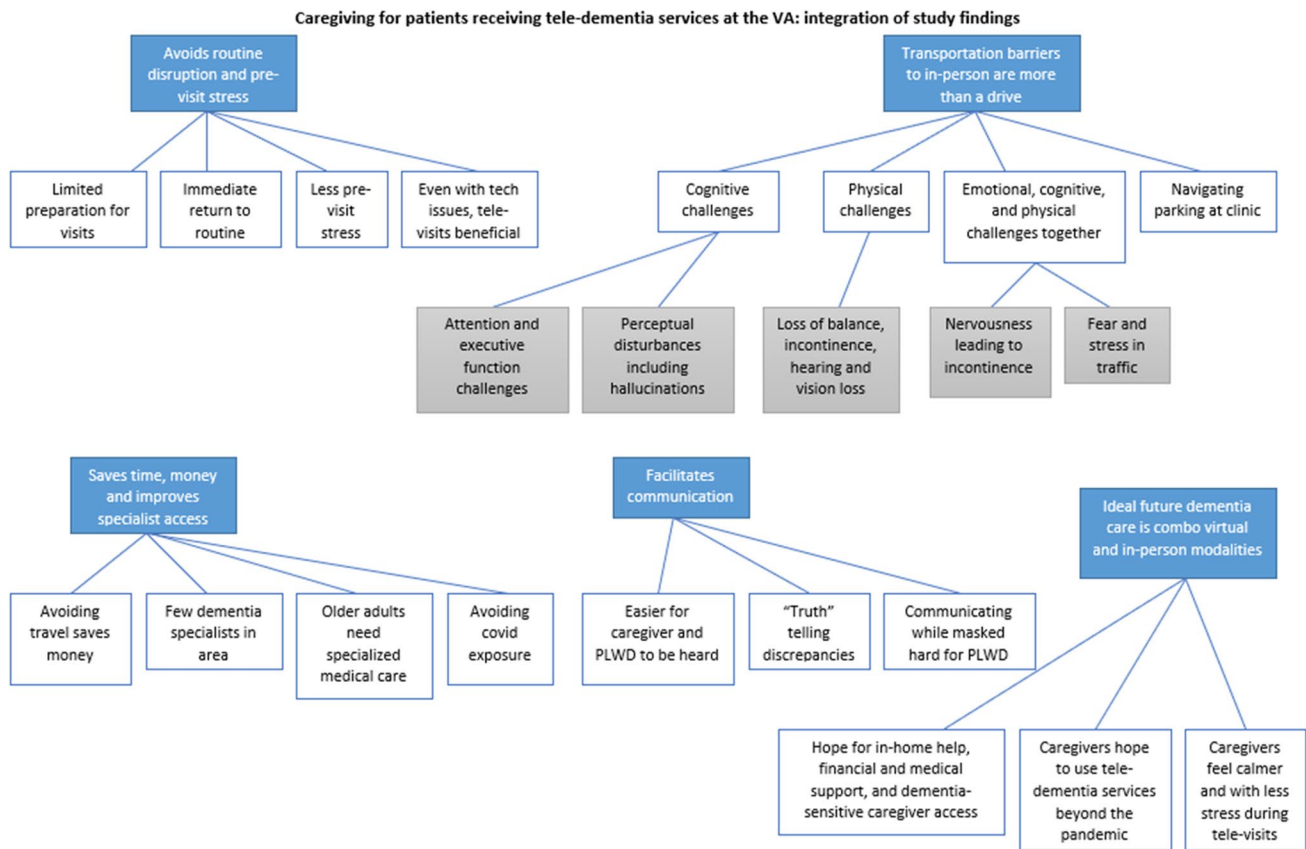 Caregiving for patients receiving tele-dementia services at the VA: integration of study findings
Avoids routine
disruption and pre-
visit stress
Transportation barriers
to in-person are more
than a drive
Limited
preparation for
visits
Immediate
return to
routine
Less pre-
visit
stress
Even with tech
issues, tele-
visits beneficial
Cognitive
challenges
Physical
challenges
Emotional, cognitive,
and physical
challenges together
Navigating
parking at clinic
Attention and
executive
function
challenges
Perceptual
disturbances
including
hallucinations
Loss of balance,
incontinence,
hearing and
vision loss
Nervousness
leading to
incontinence
Fear and
stress in
traffic
Saves time, money
and improves
specialist access
Facilitates
communication
Ideal future dementia
care is combo virtual
and in-person modalities
Avoiding
travel saves
money
Few dementia
specialists in
area
Older adults
need
specialized
medical care
Avoiding
covid
exposure
Easier for
caregiver and
PLWD to be heard
“Truth”
telling
discrepancies
Communicating
while masked
hard for PLWD
Hope for in-home help,
financial and medical
support, and dementia-
sensitive caregiver access
Caregivers hope
to use tele-
dementia services
beyond the
pandemic
Caregivers
feel calmer
and with less
stress during
tele-visits